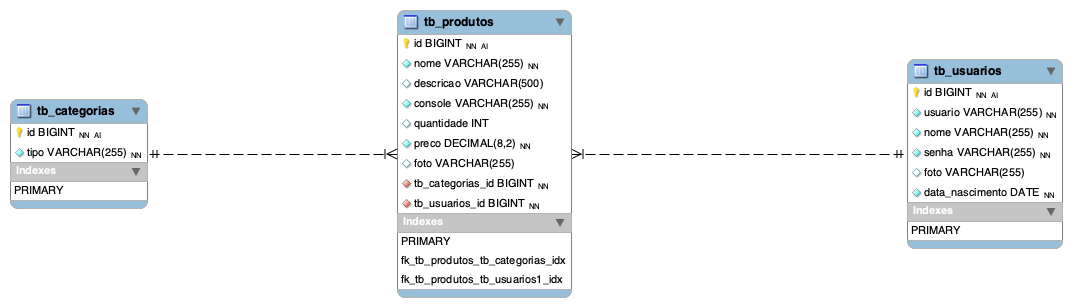 tb_categorias
id BIGINT NN AI
tipo VARCHAR(255) NN
Indexes
PRIMARY
tb_produtos
id BIGINT NN AI
nome VARCHAR(255) NN
descricao VARCHAR(500)
console VARCHAR(255) NN
quantidade INT
preco DECIMAL(8,2) NN
foto VARCHAR(255)
tb_categorias_id BIGINT NN
tb_usuarios_id BIGINT NN
Indexes
PRIMARY
fk_tb_produtos_tb_categorias_idx
fk_tb_produtos_tb_usuarios1_idx
tb_usuarios
id BIGINT NN AI
usuario VARCHAR(255) NN
nome VARCHAR(255) NN
senha VARCHAR(255) NN
foto VARCHAR(255)
data_nascimento DATE NN
Indexes
PRIMARY